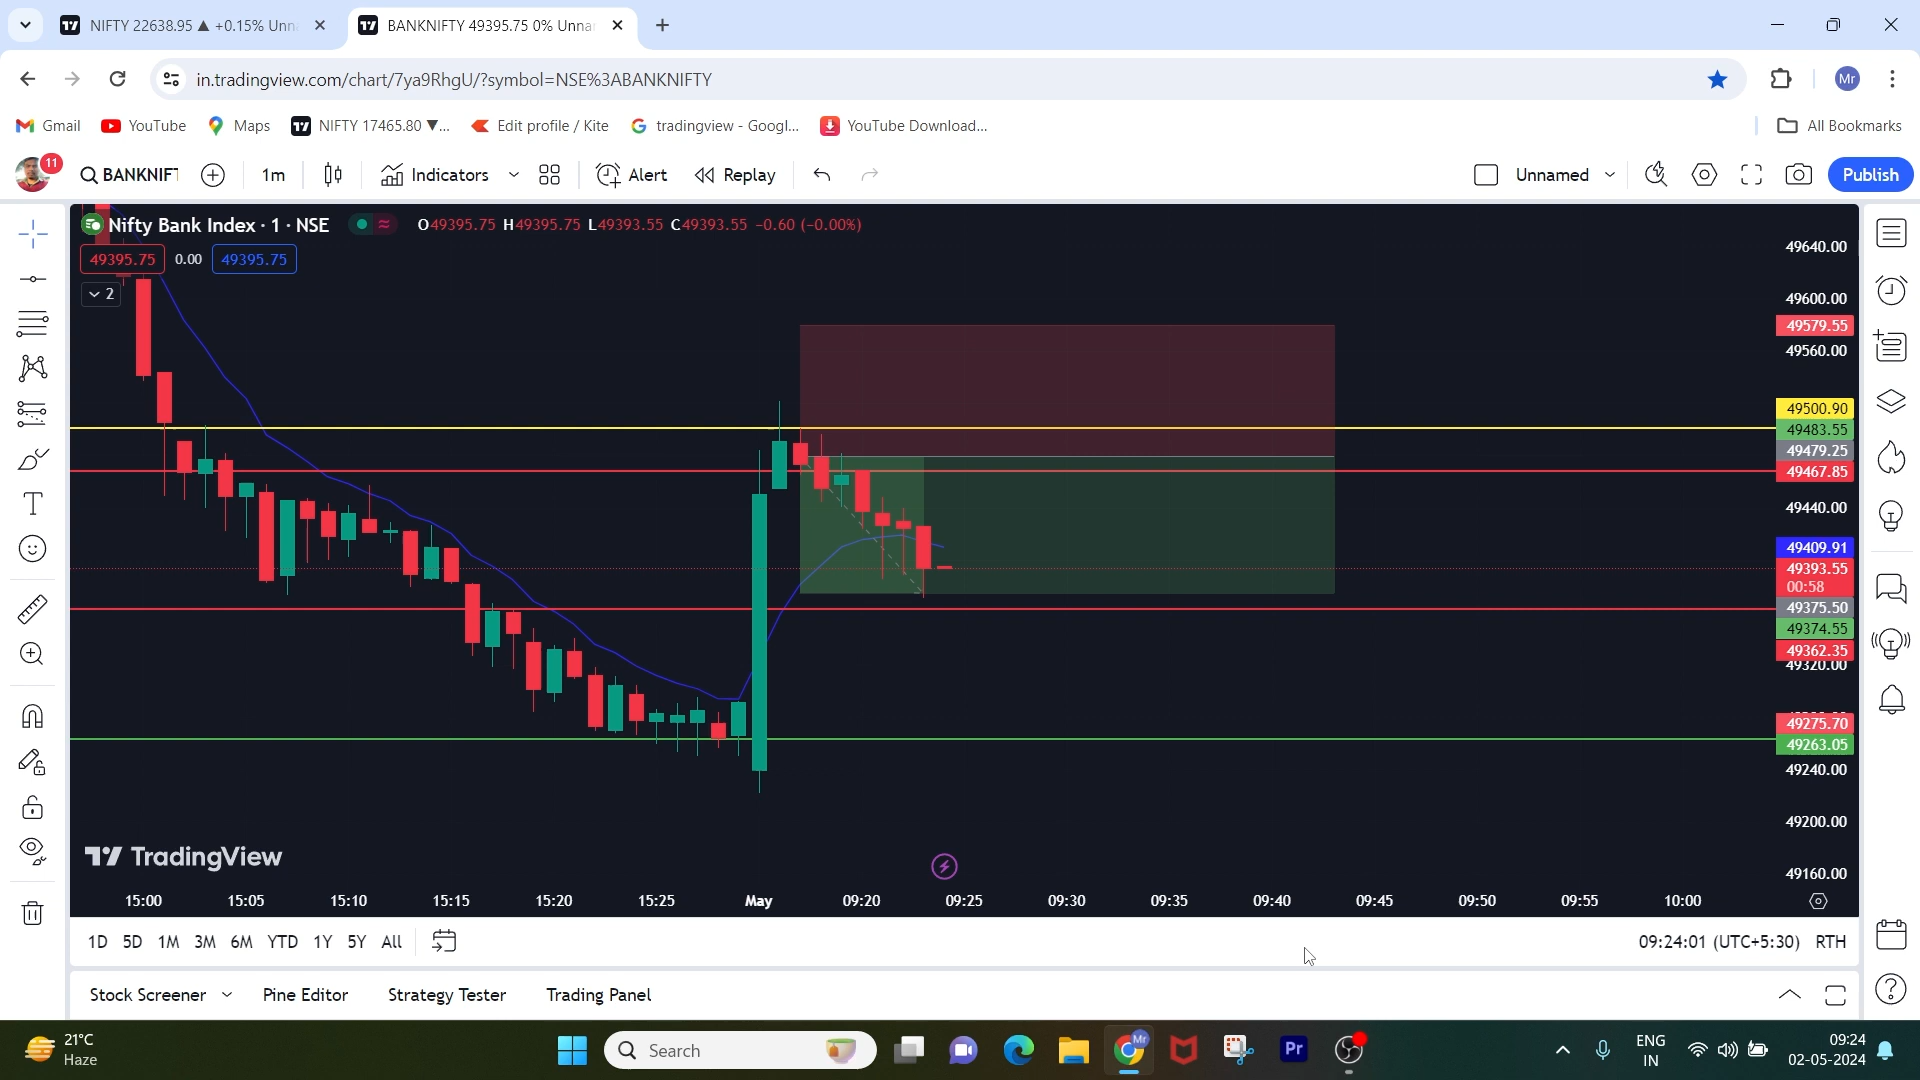 NIFTY 22638.95 ▲ +0.15% Unna
BANKNIFTY 49395.75 0% Unna
in.tradingview.com/chart/7ya9RhgU/?symbol=NSE%3ABANKNIFTY
Mr
Gmail YouTube Maps NIFTY 17465.80 ▼... Edit profile / Kite tradingview - Googl... YouTube Download... All Bookmarks
11 BANKNIFT 1m Indicators Alert Replay Unnamed Publish
Nifty Bank Index · 1 · NSE O49395.75 H49395.75 L49393.55 C49393.55 -0.60 (-0.00%)
49395.75 0.00 49395.75
2
49640.00
49600.00
49579.55
49560.00
49500.90
49483.55
49479.25
49467.85
49440.00
49409.91
49393.55
00:58
49375.50
49374.55
49362.35
49320.00
49275.70
49263.05
49240.00
49200.00
49160.00
TradingView
15:00 15:05 15:10 15:15 15:20 15:25 May 09:20 09:25 09:30 09:35 09:40 09:45 09:50 09:55 10:00
1D 5D 1M 3M 6M YTD 1Y 5Y All 09:24:01 (UTC+5:30) RTH
Stock Screener Pine Editor Strategy Tester Trading Panel
21°C
Haze
Search
Mr
Pr
ENG
IN
09:24
02-05-2024